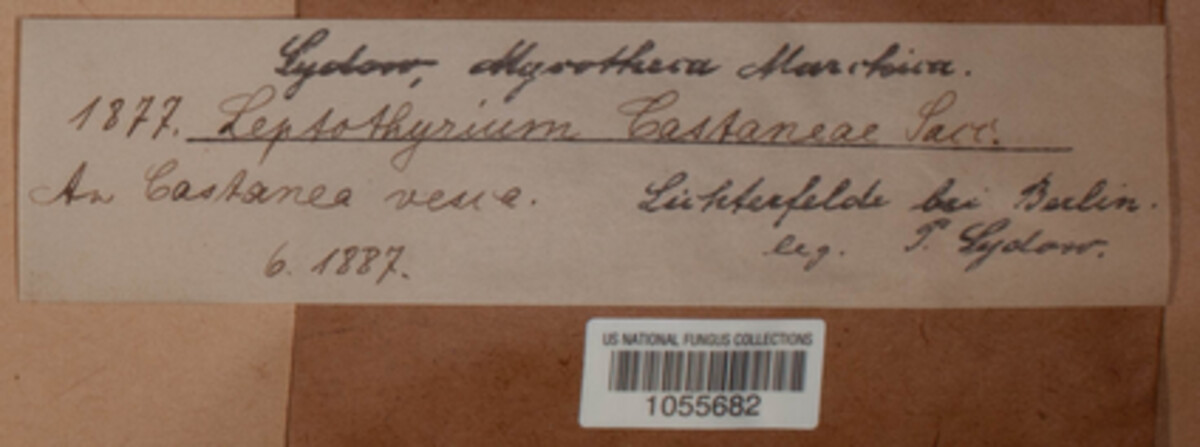 Sydow, Mycotheca Marchica.
1877. Leptothyrium Castaneae Sacc.
An Castanea vesca.
Lichterfelde bei Berlin.
6. 1887.
leg. P. Sydow.
US NATIONAL FUNGUS COLLECTIONS
1055682